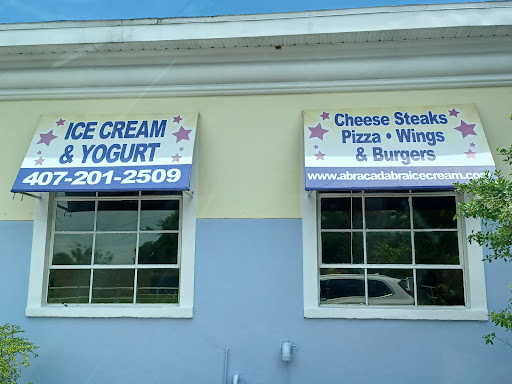 ICE CREAM
& YOGURT
407-201-2509
Cheese Steaks
Pizza • Wings
& Burgers
www.abracadabraicecream.com